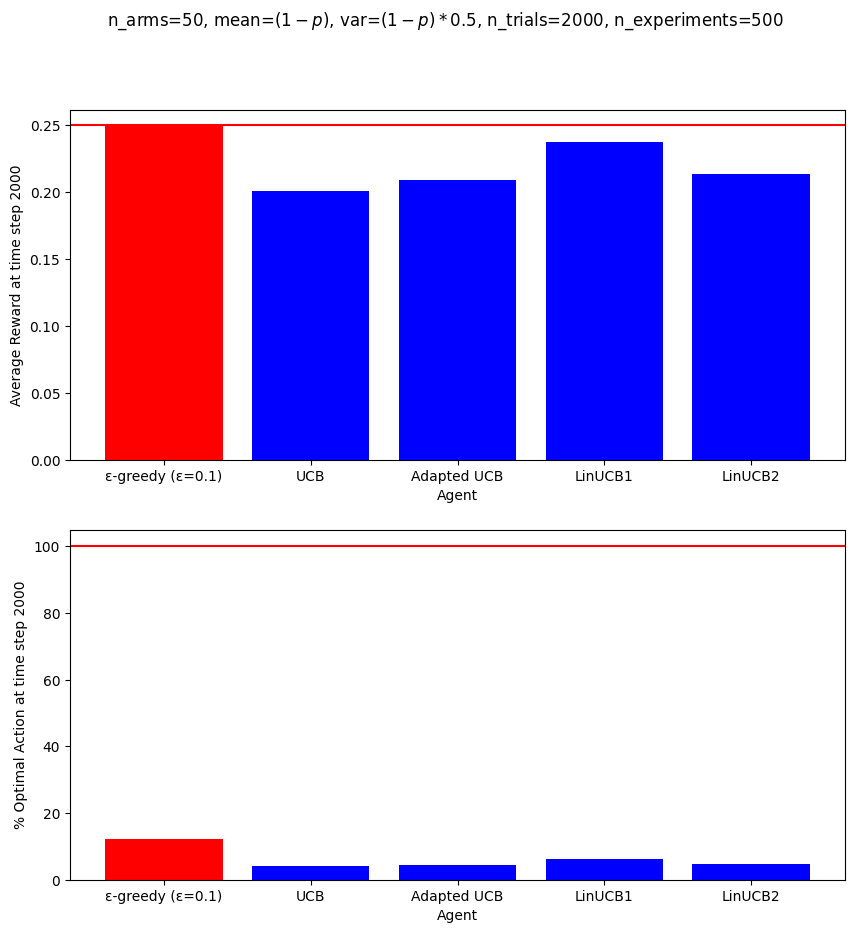 n_arms=50, mean=(1 − p), var=(1 − p) * 0.5, n_trials=2000, n_experiments=500
Average Reward at time step 2000
0.25
0.20
0.15
0.10
0.05
0.00
ε-greedy (ε=0.1) UCB Adapted UCB LinUCB1 LinUCB2
Agent
% Optimal Action at time step 2000
100
80
60
40
20
0
ε-greedy (ε=0.1) UCB Adapted UCB LinUCB1 LinUCB2
Agent